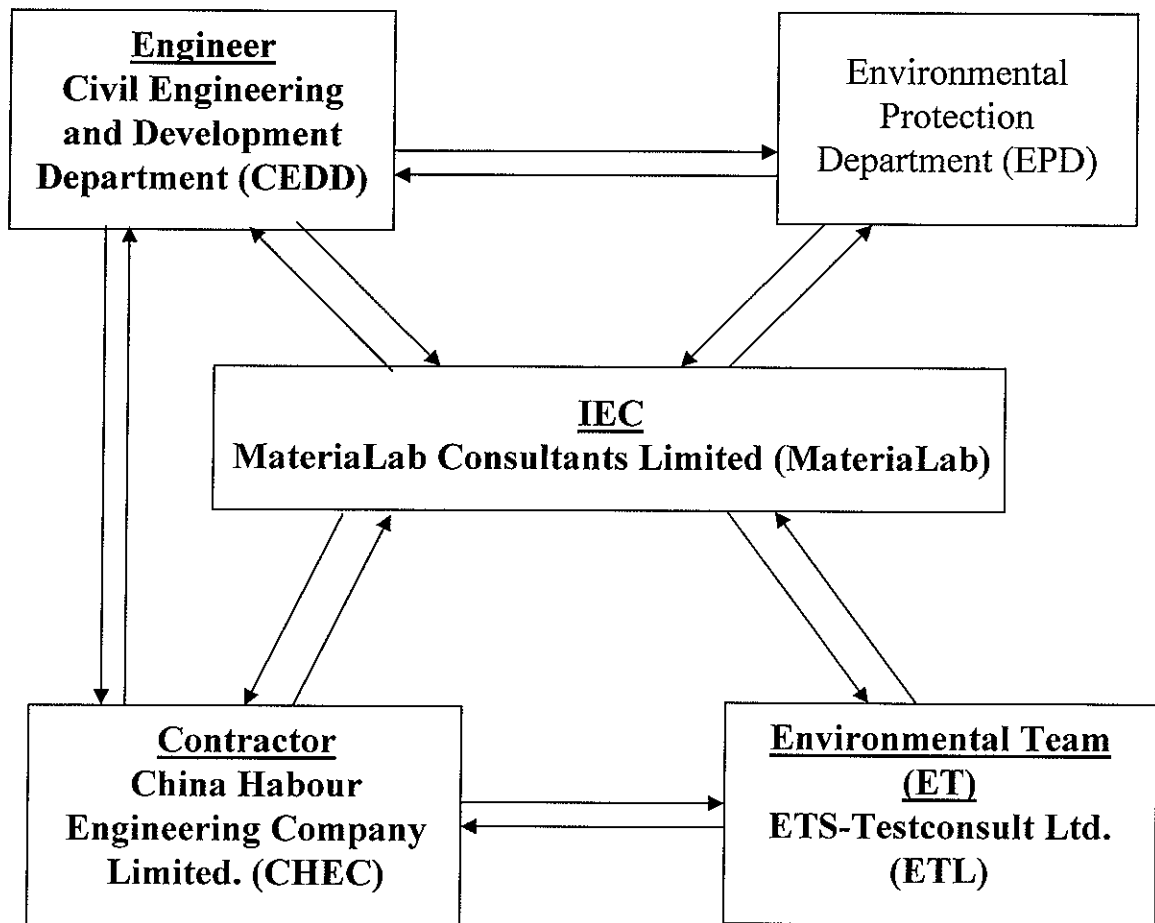 Engineer
Civil Engineering
and Development
Department (CEDD)
Environmental
Protection
Department (EPD)
IEC
MateriaLab Consultants Limited (MateriaLab)
Contractor
China Habour
Engineering Company
Limited. (CHEC)
Environmental Team
(ET)
ETS-Testconsult Ltd.
(ETL)